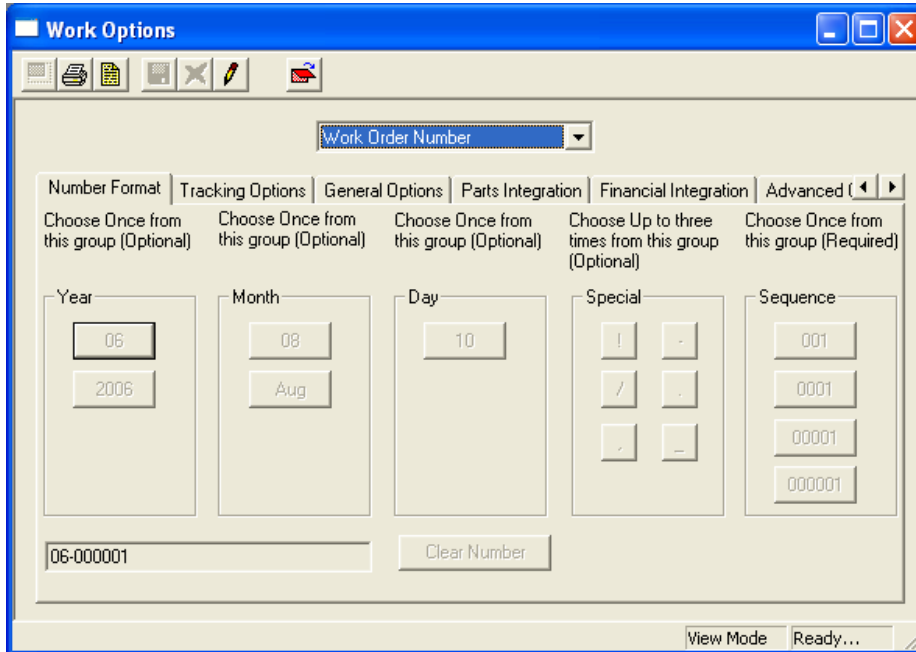 Work Options
Work Order Number
Number Format Tracking Options General Options Parts Integration Financial Integration Advanced
Choose Once from
this group (Optional)
Choose Once from
this group (Optional)
Choose Once from
this group (Optional)
Choose Up to three
times from this group
(Optional)
Choose Once from
this group (Required)
Year
06
2006
Month
08
Aug
Day
10
Special
! -
/ .
, _
Sequence
001
0001
00001
000001
06-000001
Clear Number
View Mode Ready...